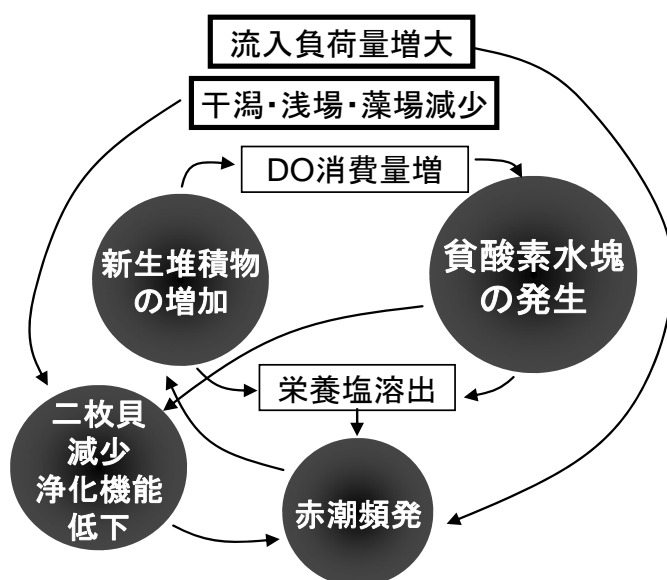 流入負荷量増大
干潟・浅場・藻場減少
DO消費量増
新生堆積物
の増加
貧酸素水塊
の発生
栄養塩溶出
二枚貝
減少
浄化機能
低下
赤潮頻発